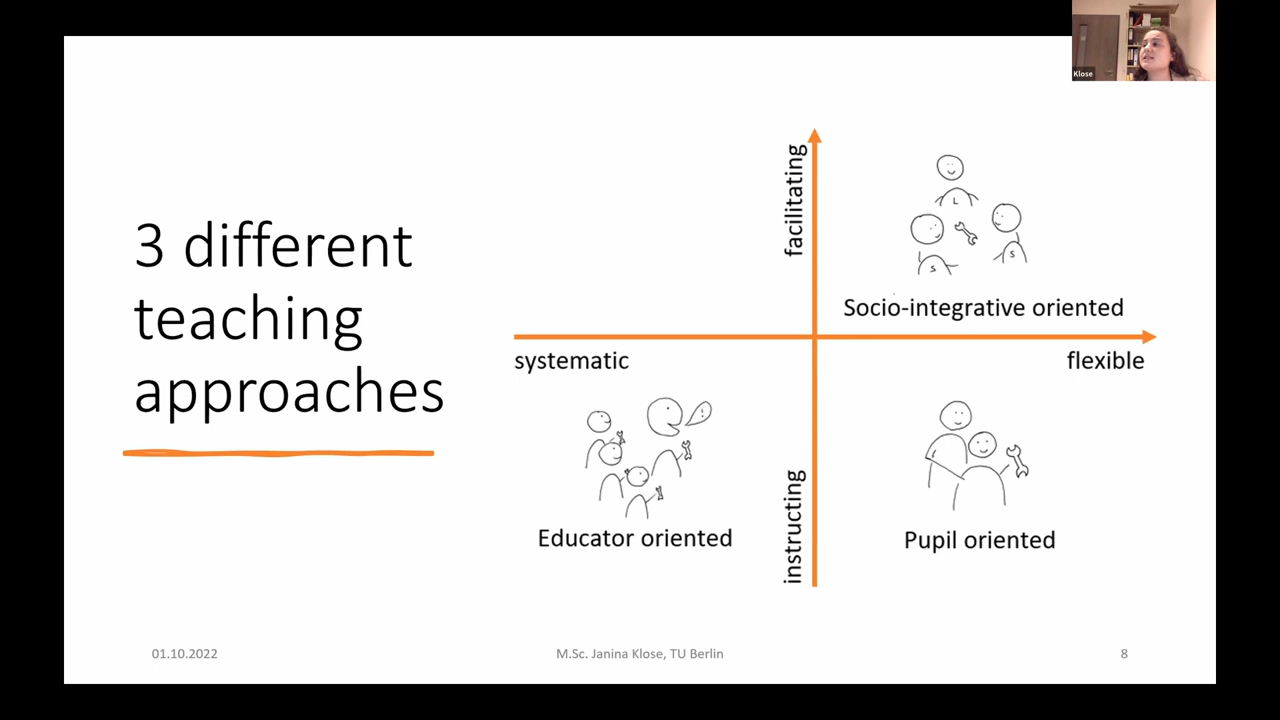 Klose
3 different
teaching
approaches
facilitating
L
S
S
Socio-integrative oriented
systematic
flexible
!
Educator oriented
instructing
Pupil oriented
01.10.2022
M.Sc. Janina Klose, TU Berlin
8